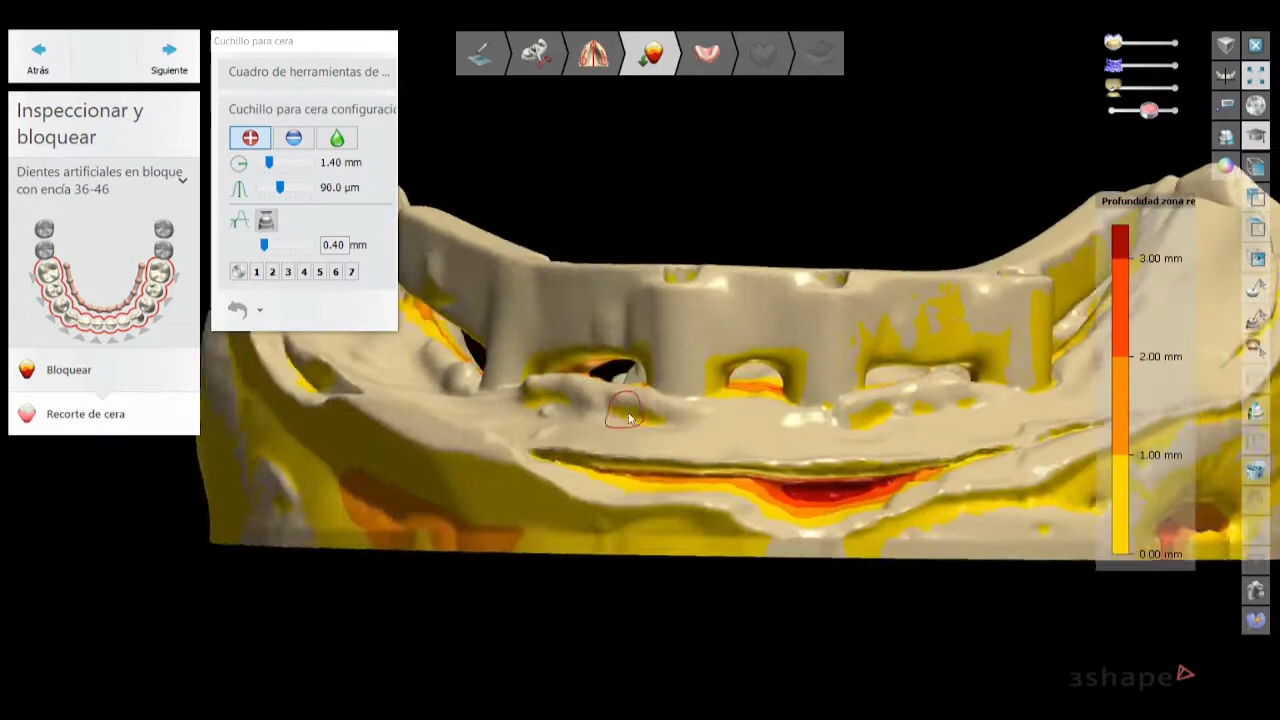 Atrás
Siguiente
Inspeccionar y
bloquear
Dientes artificiales en bloque
con encía 36-46
Bloquear
Recorte de cera
Cuchillo para cera
Cuadro de herramientas de ...
Cuchillo para cera configuraci
1.40 mm
90.0 µm
0.40 mm
1 2 3 4 5 6 7
Profundidad zona re
3.00 mm
2.00 mm
1.00 mm
0.00 mm
3shape